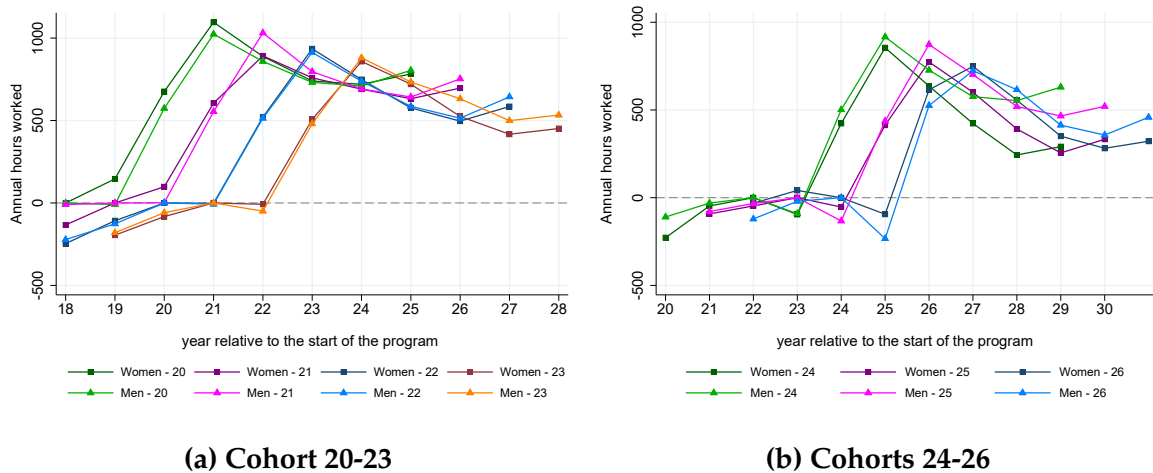 Annual hours worked
1000
500
0
-500
18 19 20 21 22 23 24 25 26 27 28
year relative to the start of the program
Women - 20 Women - 21 Women - 22 Women - 23
Men - 20 Men - 21 Men - 22 Men - 23
(a) Cohort 20-23
Annual hours worked
1000
500
0
-500
20 21 22 23 24 25 26 27 28 29 30
year relative to the start of the program
Women - 24 Women - 25 Women - 26
Men - 24 Men - 25 Men - 26
(b) Cohorts 24-26